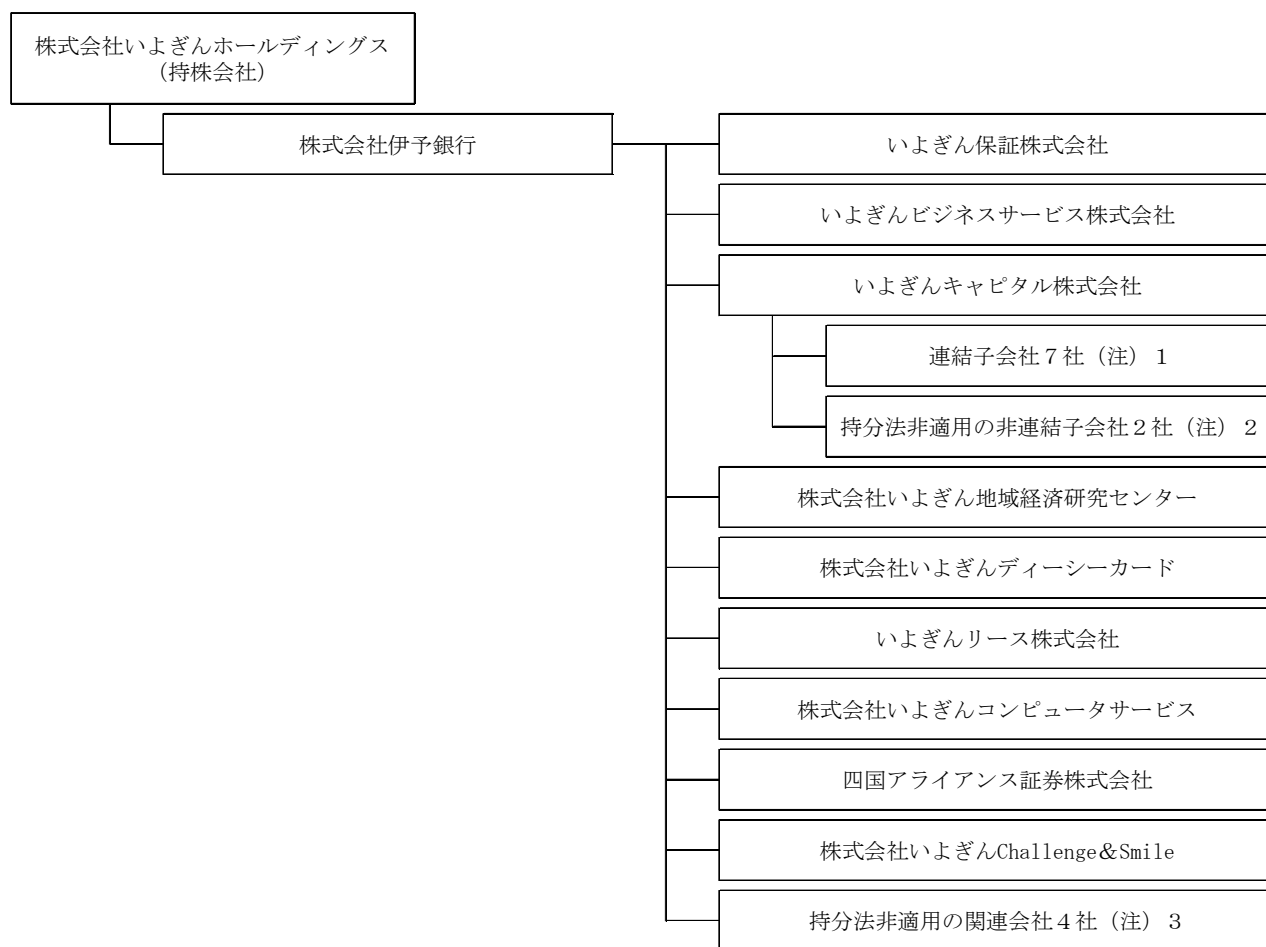 株式会社いよぎんホールディングス
（持株会社）
株式会社伊予銀行
いよぎん保証株式会社
いよぎんビジネスサービス株式会社
いよぎんキャピタル株式会社
連結子会社７社（注）１
持分法非適用の非連結子会社２社（注）２
株式会社いよぎん地域経済研究センター
株式会社いよぎんディーシーカード
いよぎんリース株式会社
株式会社いよぎんコンピュータサービス
四国アライアンス証券株式会社
株式会社いよぎんChallenge＆Smile
持分法非適用の関連会社４社（注）３